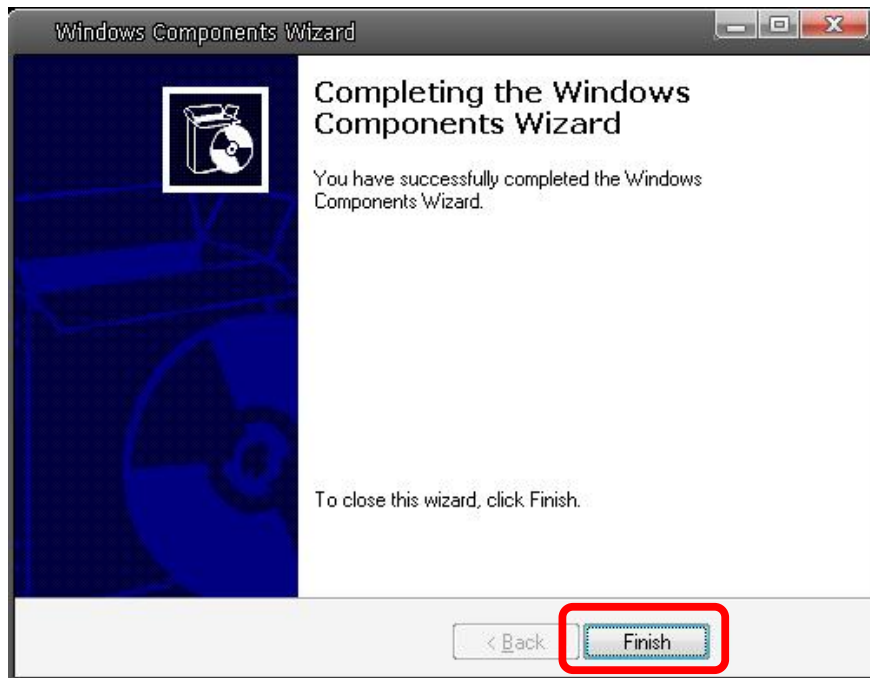 Windows Components Wizard
Completing the Windows
Components Wizard
You have successfully completed the Windows
Components Wizard.
To close this wizard, click Finish.
< Back
Finish